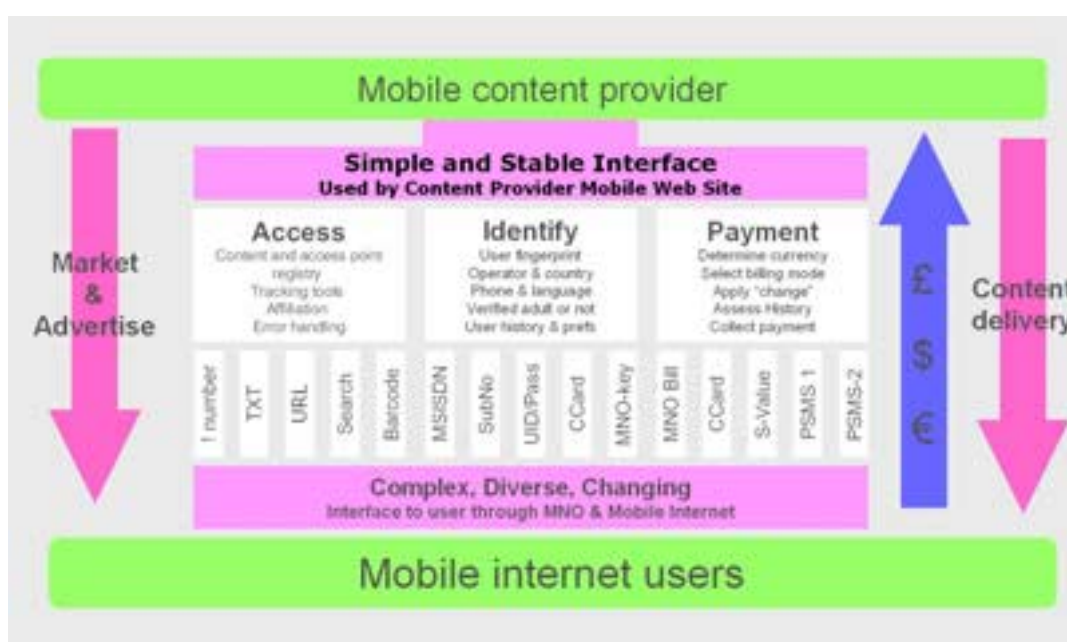 Mobile content provider
Simple and Stable Interface
Used by Content Provider Mobile Web Site
Market
&
Advertise
Access
Content and access point
registry
Tracking tools
Affiliation
Error handling
Identify
User fingerprint
Operator & country
Phone & language
Verified adult or not
User history & prefs
Payment
Determine currency
Select billing mode
Apply "change"
Assess History
Collect payment
£
$
€
Content
delivery
! number
TXT
URL
Search
Barcode
MSISDN
SubNo
UID/Pass
CCard
MNO-key
MNO Bill
CCard
S-Value
PSMS 1
PSMS-2
Complex, Diverse, Changing
Interface to user through MNO & Mobile Internet
Mobile internet users